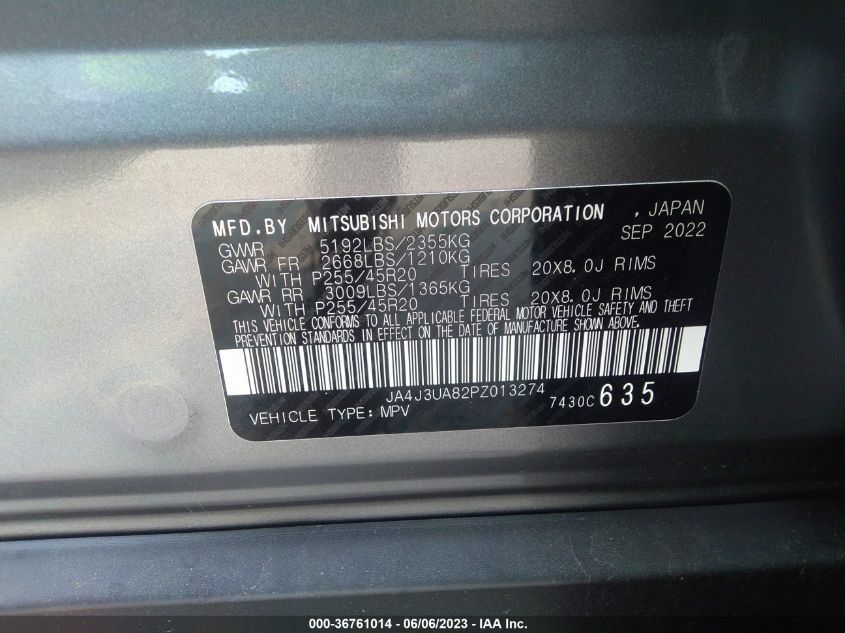 MFD.BY MITSUBISHI MOTORS CORPORATION , JAPAN
GVWR 5192LBS/2355KG SEP 2022
GAWR FR 2668LBS/1210KG
WITH P255/45R20 TIRES 20X8.0J RIMS
GAWR RR 3009LBS/1365KG
WITH P255/45R20 TIRES 20X8.0J RIMS
THIS VEHICLE CONFORMS TO ALL APPLICABLE FEDERAL MOTOR VEHICLE SAFETY AND THEFT
PREVENTION STANDARDS IN EFFECT ON THE DATE OF MANUFACTURE SHOWN ABOVE.
JA4J3UA82PZ013274
VEHICLE TYPE: MPV 7430C 635
000-36761014 - 06/06/2023 - IAA Inc.